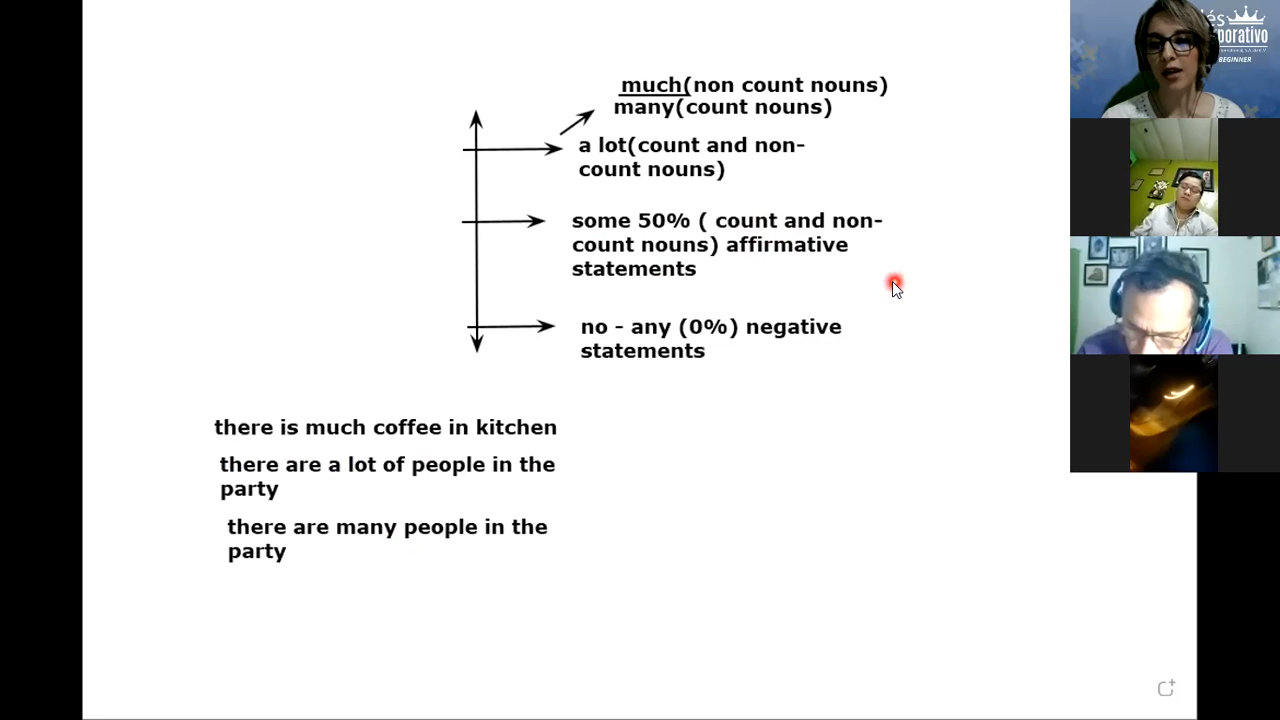 much(non count nouns)
many(count nouns)
a lot(count and non-
count nouns)
some 50% ( count and non-
count nouns) affirmative
statements
no - any (0%) negative
statements
there is much coffee in kitchen
there are a lot of people in the
party
there are many people in the
party
és
porativo
BEGINNER